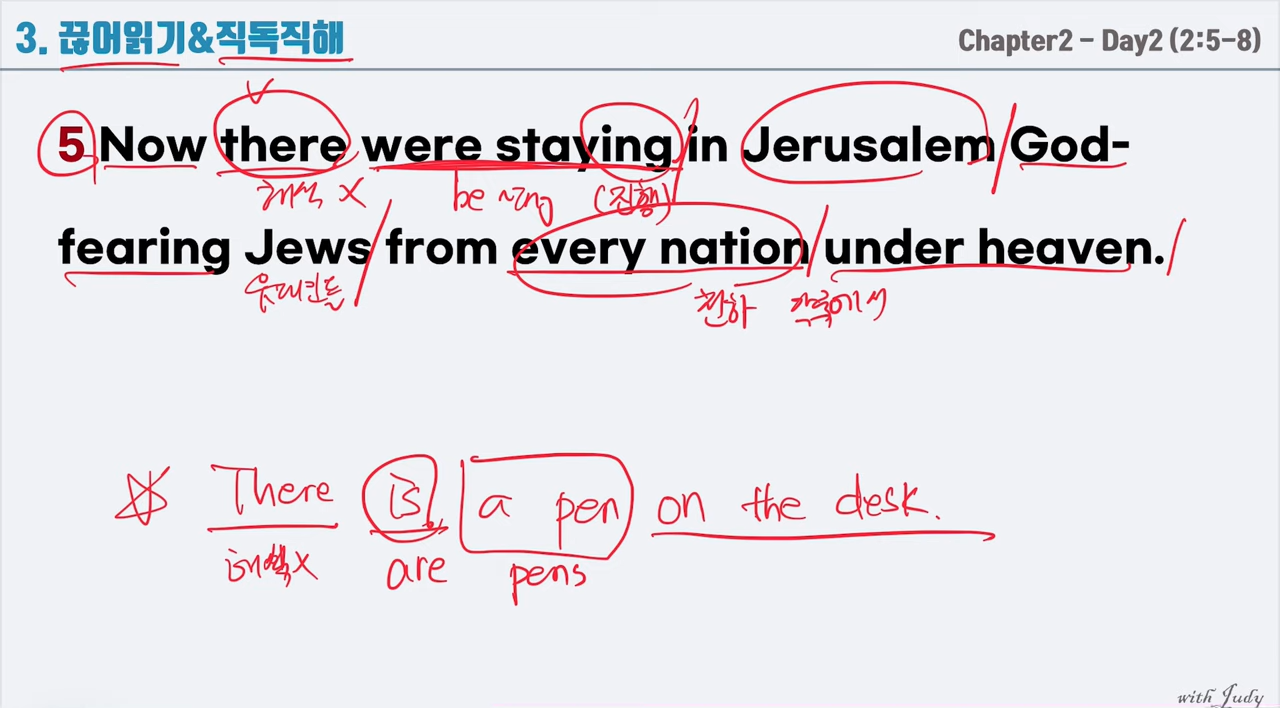 3. 끊어읽기&직독직해
Chapter2 - Day2 (2:5-8)
5 Now there were staying in Jerusalem/God-
해석 X be ~ing (진행)
fearing Jews/from every nation/under heaven./
유대인들 천하 각국에서
☆ There is a pen on the desk.
해석X are pens
with Judy